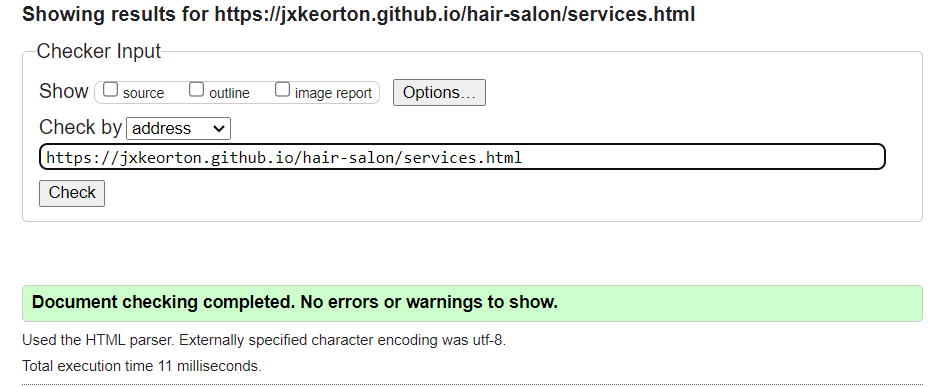 Showing results for https://jxkeorton.github.io/hair-salon/services.html
Checker Input
Show source outline image report Options...
Check by address
https://jxkeorton.github.io/hair-salon/services.html
Check
Document checking completed. No errors or warnings to show.
Used the HTML parser. Externally specified character encoding was utf-8.
Total execution time 11 milliseconds.